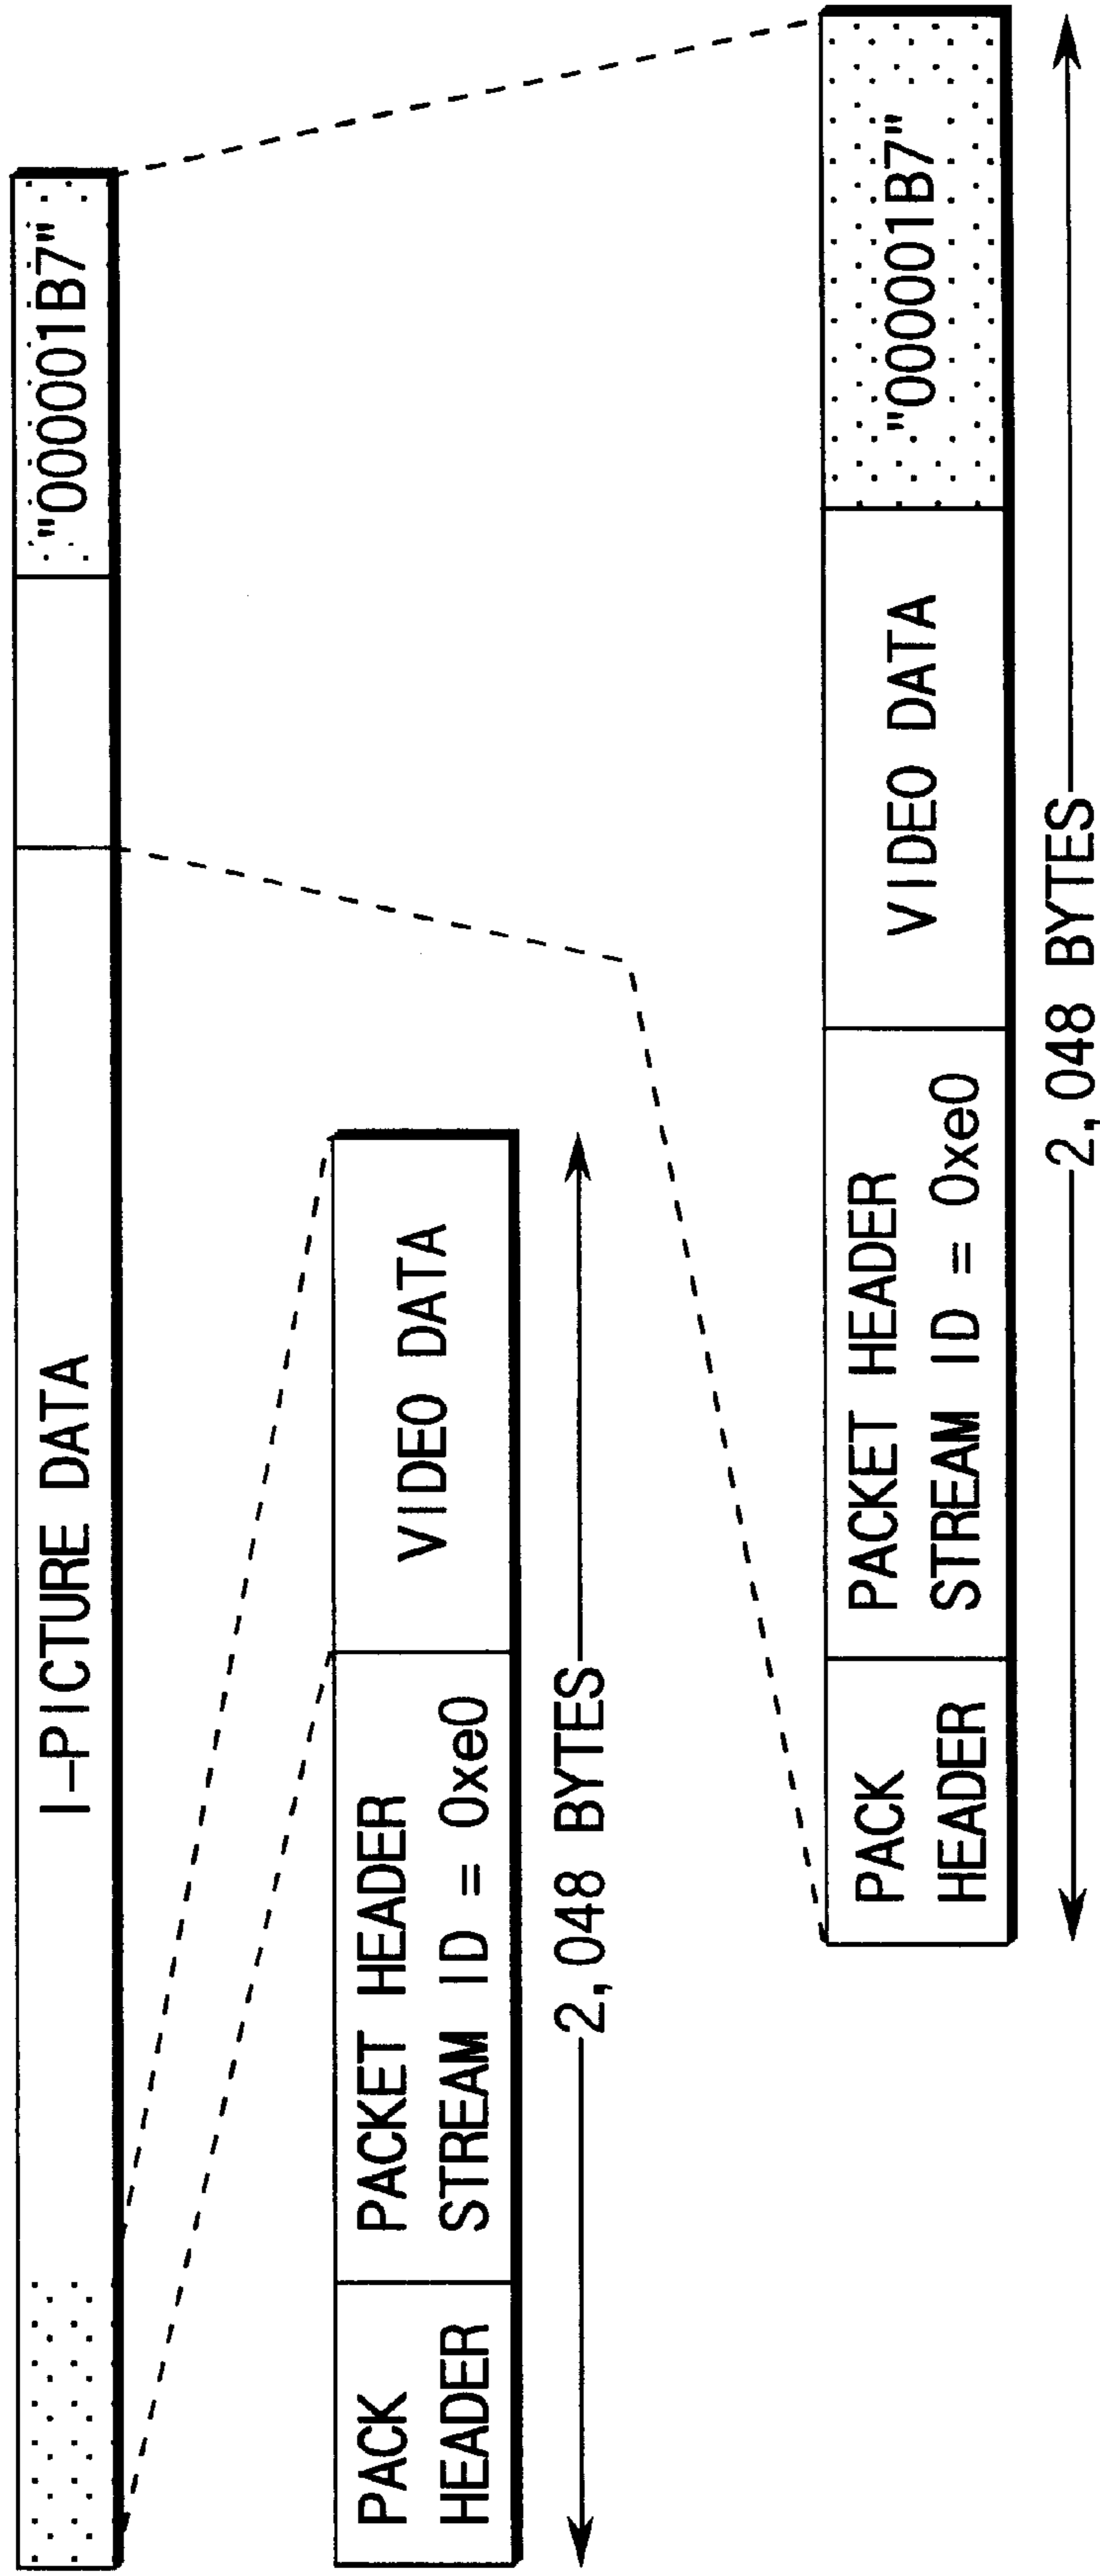 I-PICTURE DATA
"000001B7"
PACK
HEADER
PACKET HEADER
STREAM ID = 0xe0
VIDEO DATA
2,048 BYTES
PACK
HEADER
PACKET HEADER
STREAM ID = 0xe0
VIDEO DATA
"000001B7"
2,048 BYTES